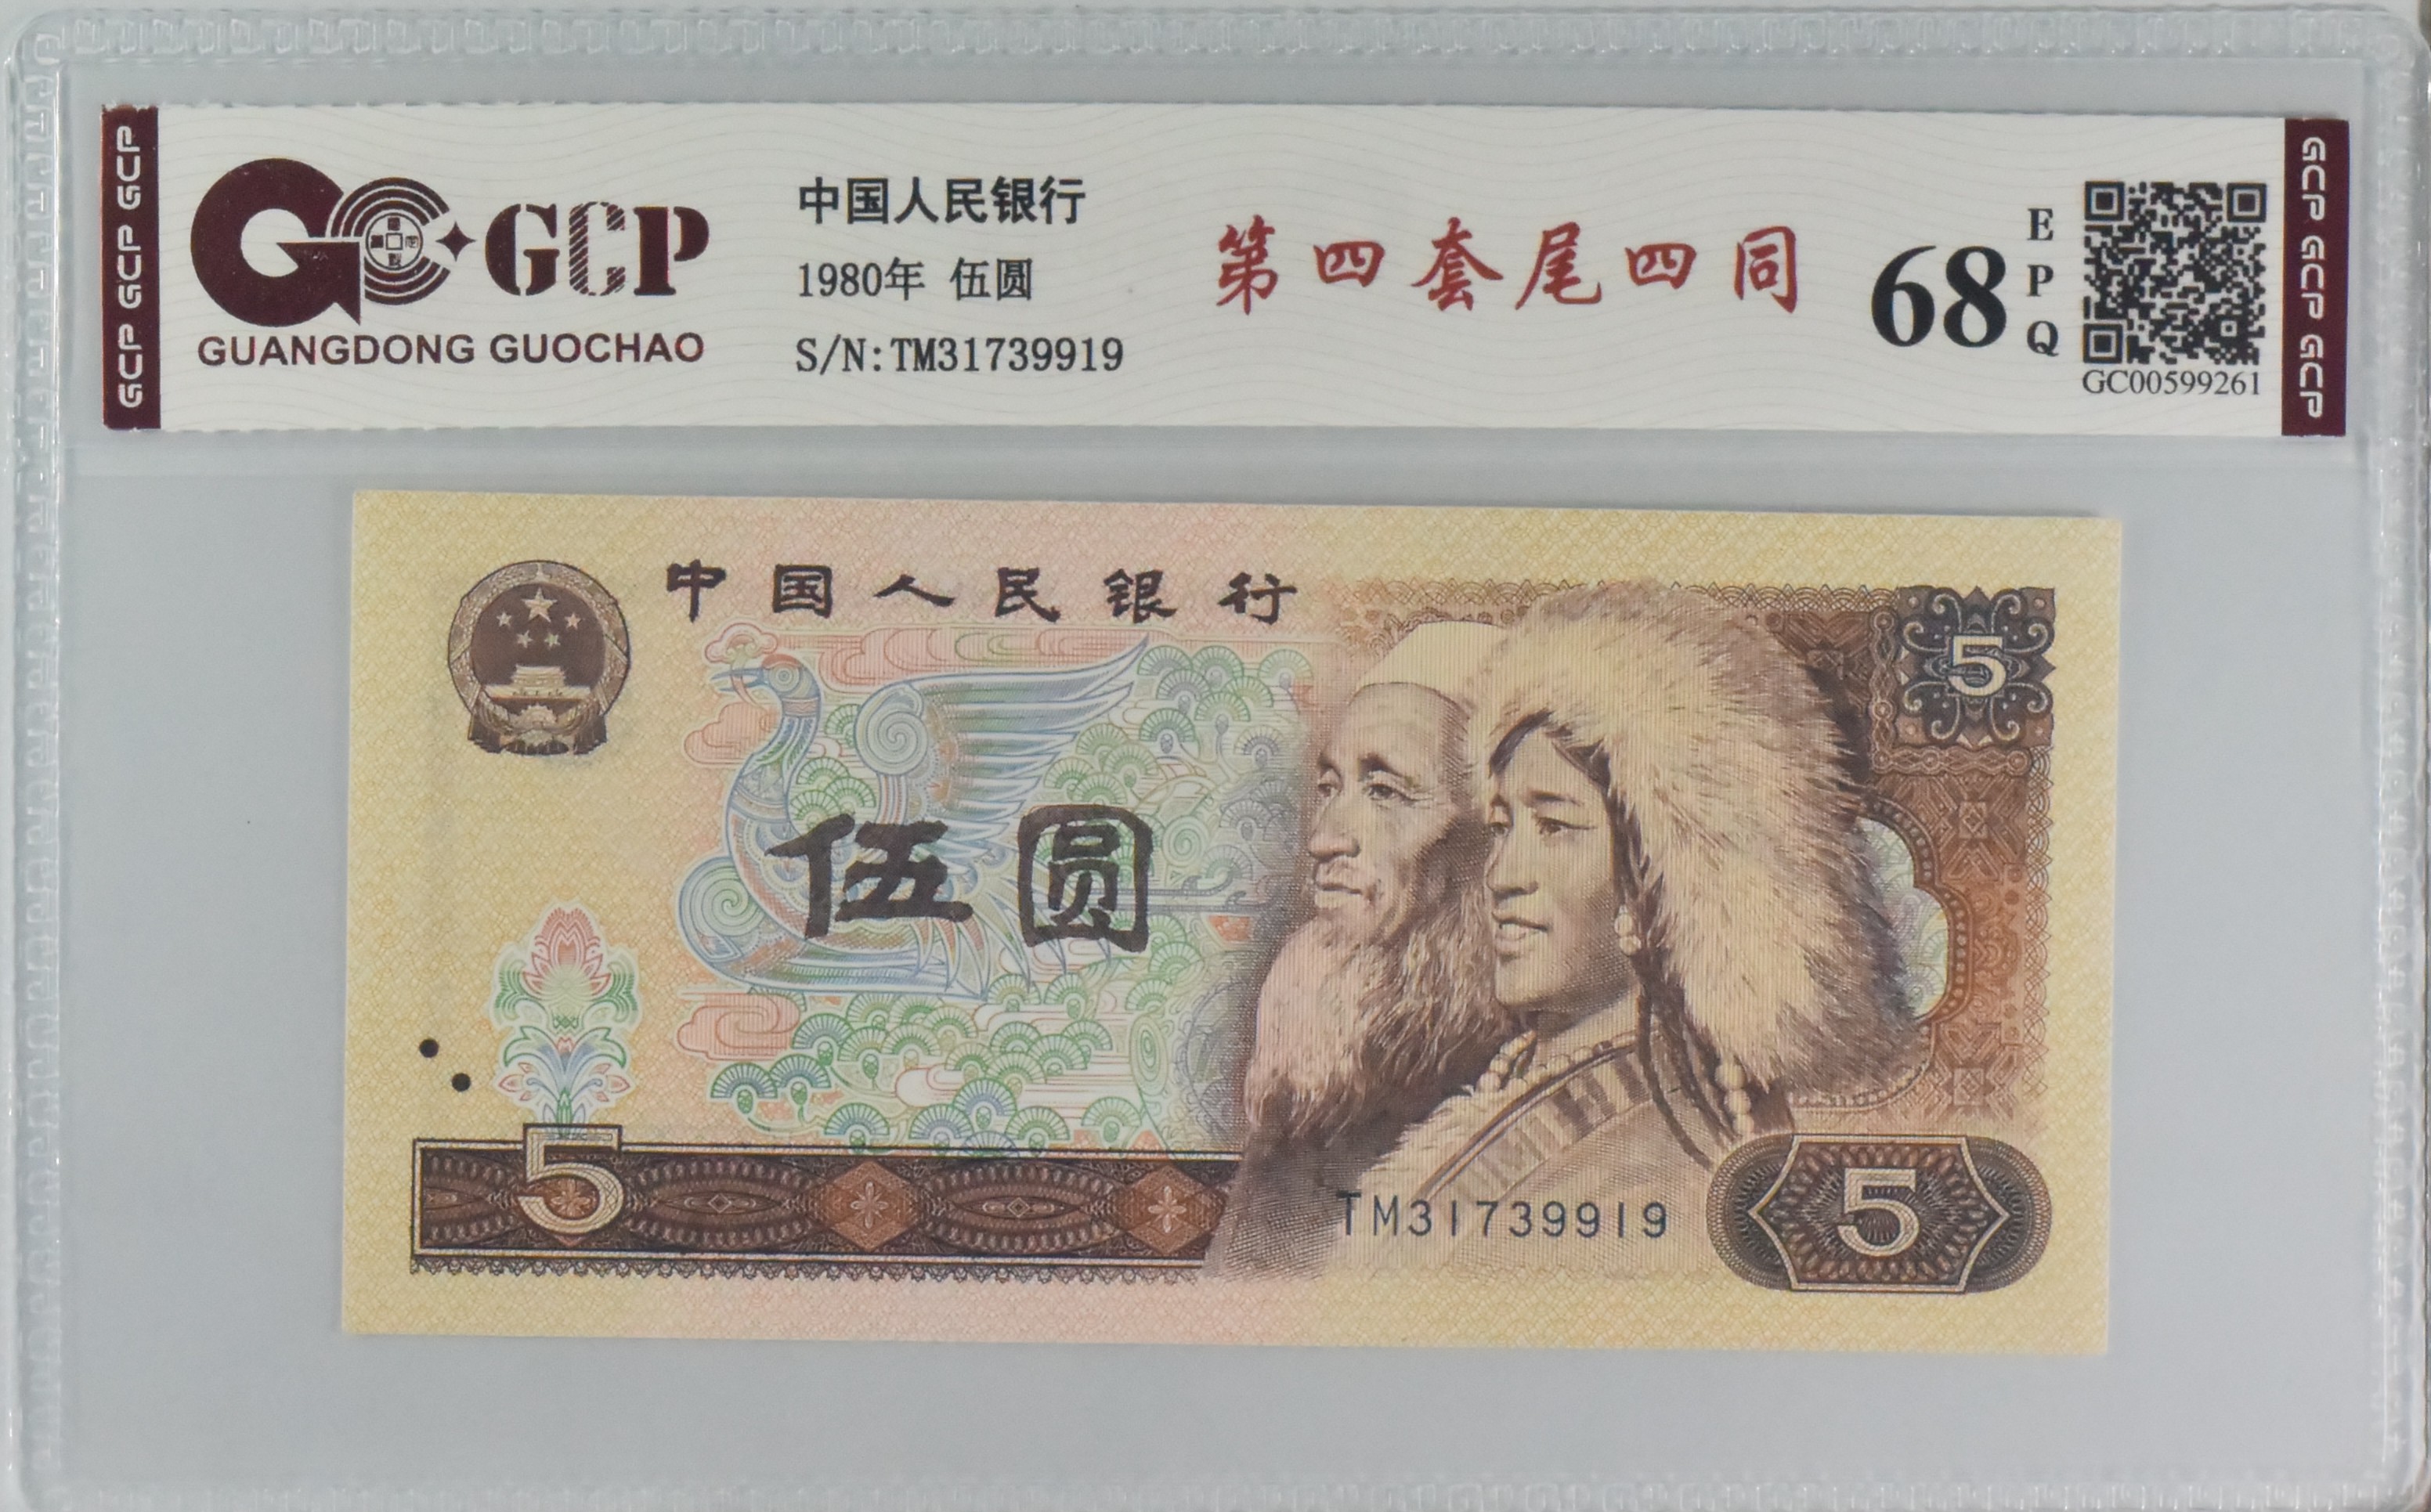 GCP GCP GCP
GCP
GUANGDONG GUOCHAO
中国人民银行
1980年 伍圆
S/N:TM31739919
第四套尾四同
68
EPQ
GC00599261
GCP GCP GCP
中国人民银行
5
伍圆
5
TM31739919
5